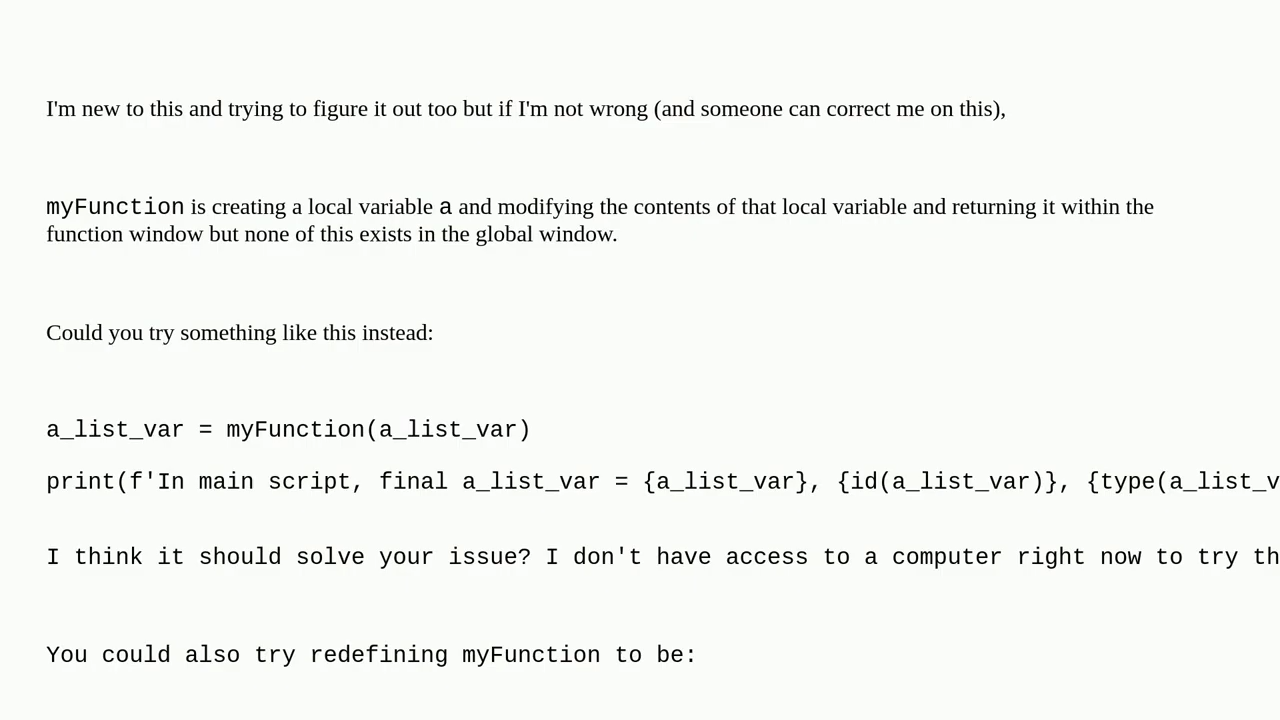 I'm new to this and trying to figure it out too but if I'm not wrong (and someone can correct me on this),
myFunction is creating a local variable a and modifying the contents of that local variable and returning it within the
function window but none of this exists in the global window.
Could you try something like this instead:
a_list_var = myFunction(a_list_var)
print(f'In main script, final a_list_var = {a_list_var}, {id(a_list_var)}, {type(a_list_v
I think it should solve your issue? I don't have access to a computer right now to try th
You could also try redefining myFunction to be: